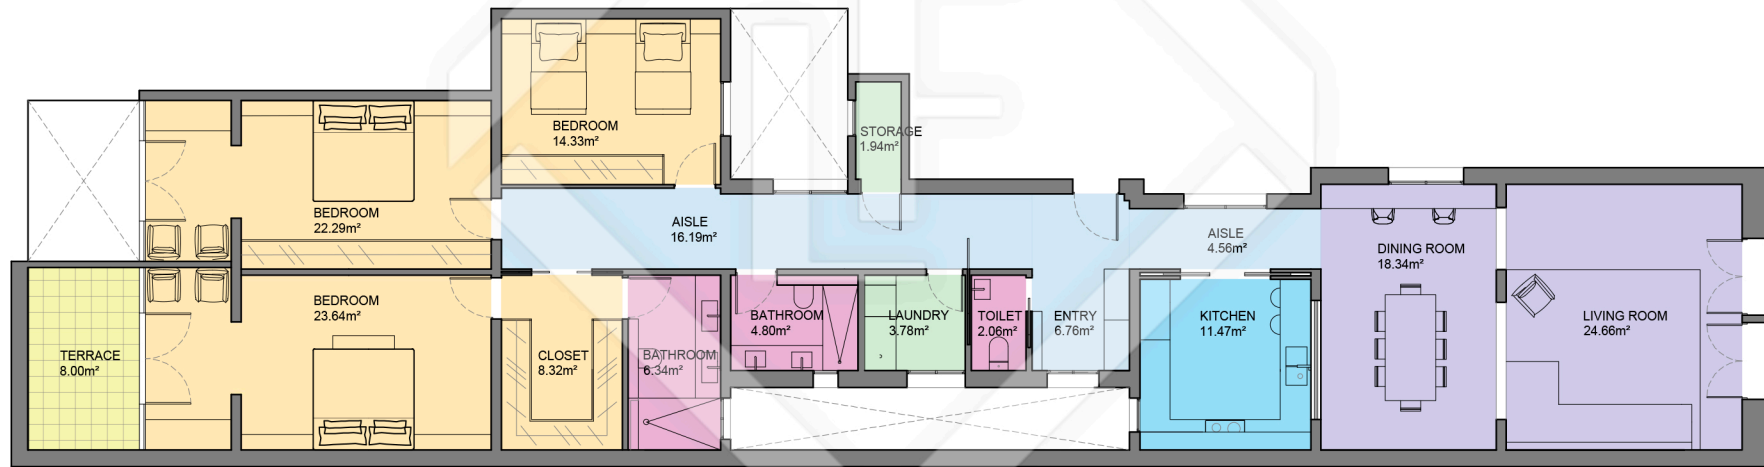 BEDROOM
14.33m²
STORAGE
1.94m²
BEDROOM
22.29m²
AISLE
16.19m²
AISLE
4.56m²
DINING ROOM
18.34m²
BEDROOM
23.64m²
TERRACE
8.00m²
CLOSET
8.32m²
BATHROOM
6.34m²
BATHROOM
4.80m²
LAUNDRY
3.78m²
TOILET
2.06m²
ENTRY
6.76m²
KITCHEN
11.47m²
LIVING ROOM
24.66m²